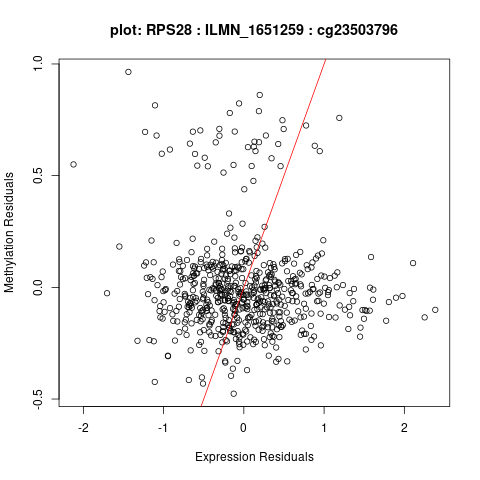 plot: RPS28 : ILMN_1651259 : cg23503796
Methylation Residuals
1.0
0.5
0.0
-0.5
-2 -1 0 1 2
Expression Residuals